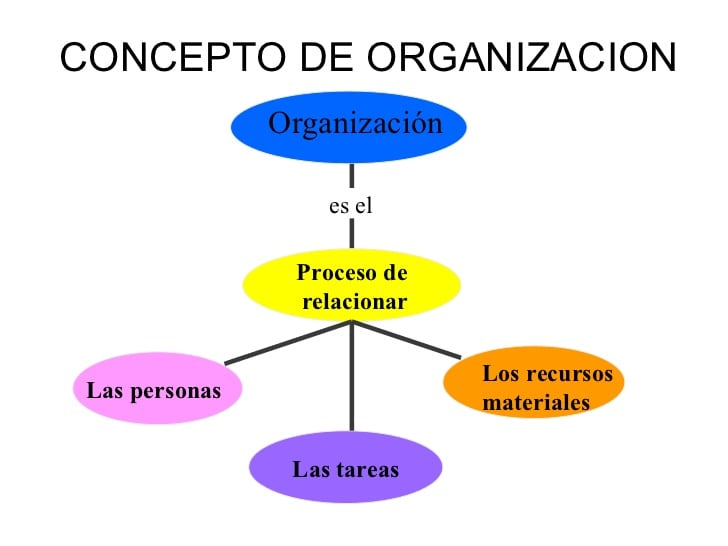 CONCEPTO DE ORGANIZACION
Organización
es el
Proceso de
relacionar
Las personas
Los recursos
materiales
Las tareas